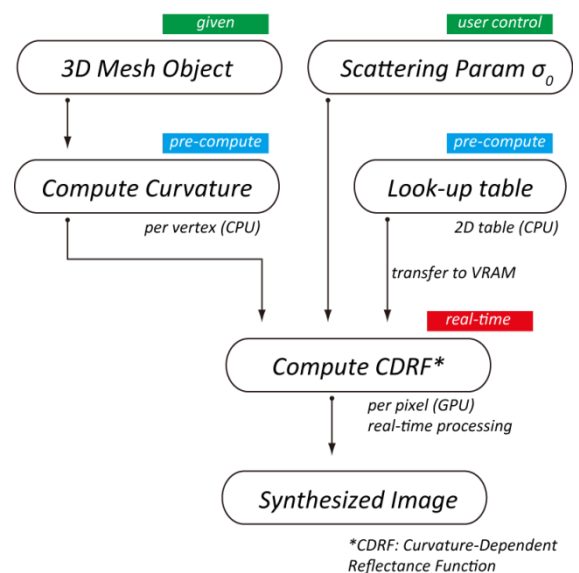 given
3D Mesh Object
user control
Scattering Param σ₀
pre-compute
Compute Curvature
per vertex (CPU)
pre-compute
Look-up table
2D table (CPU)
transfer to VRAM
real-time
Compute CDRF*
per pixel (GPU)
real-time processing
Synthesized Image
*CDRF: Curvature-Dependent
Reflectance Function